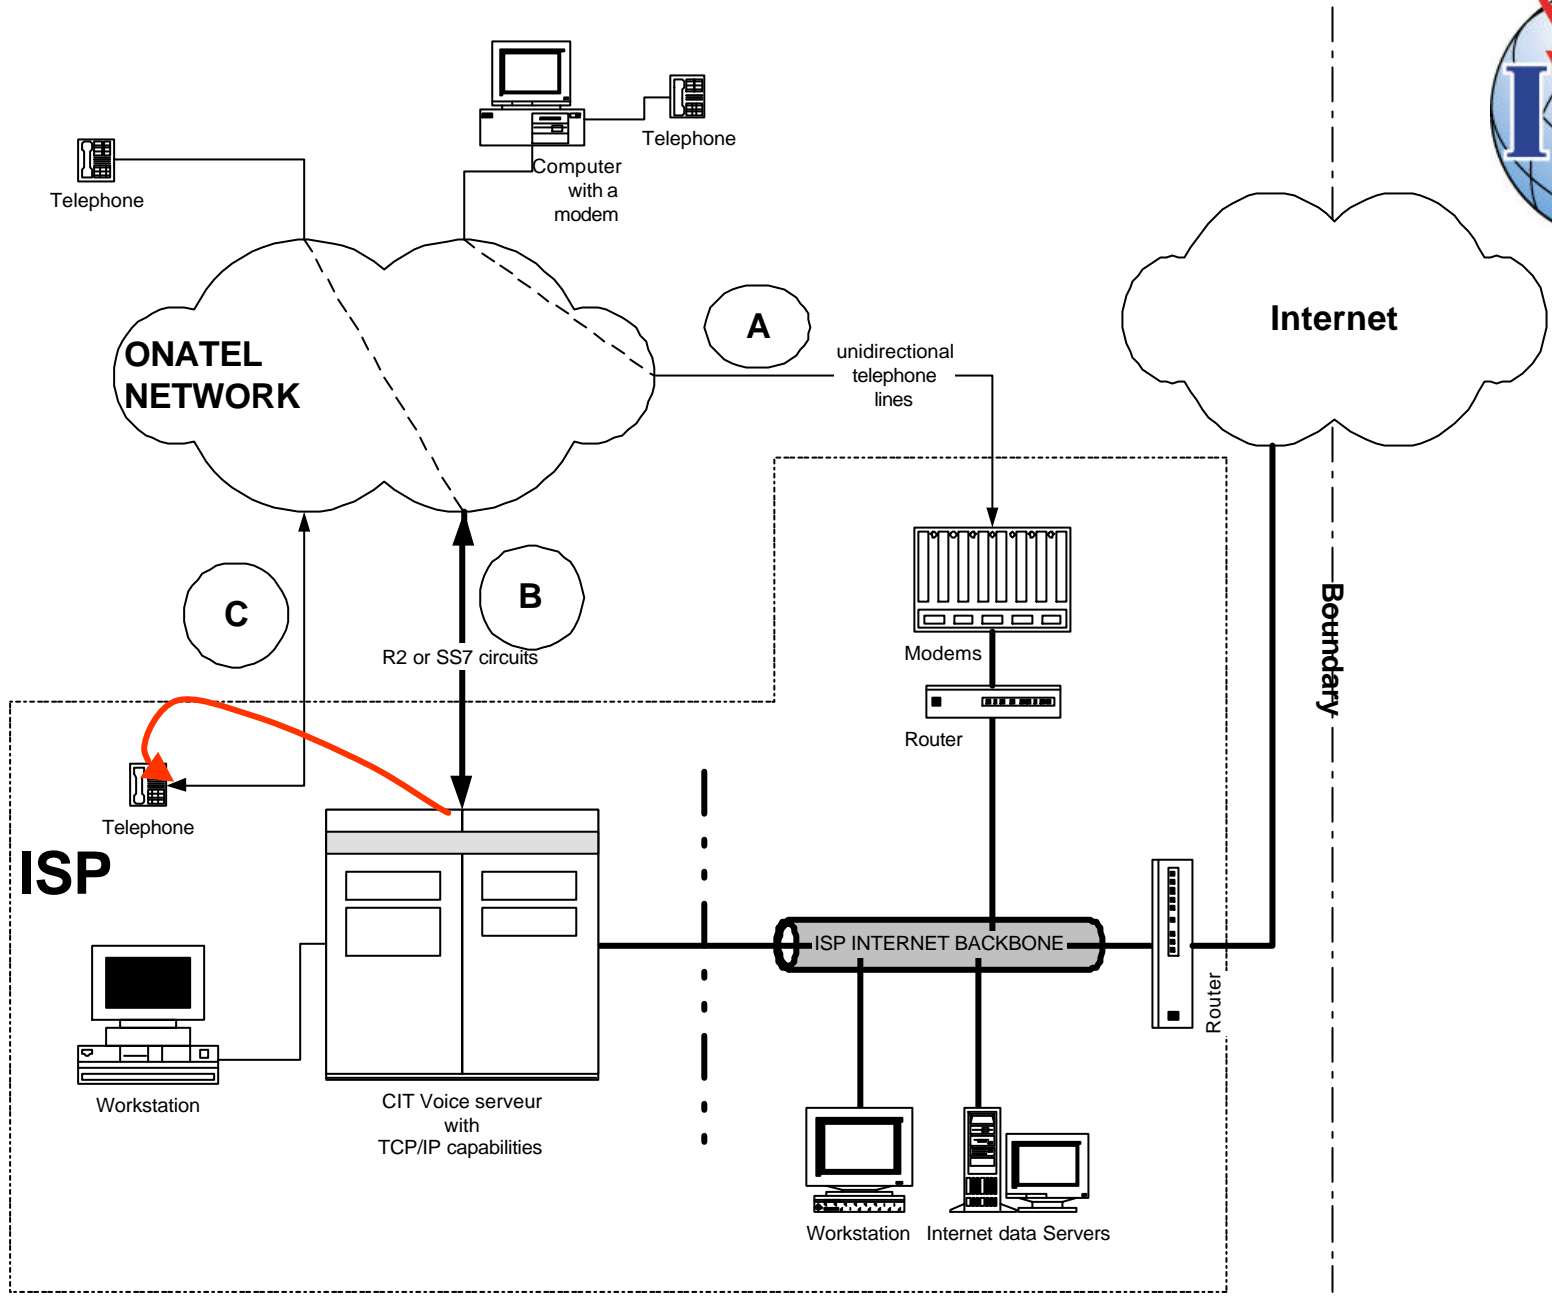 Telephone
Computer
with a
modem
Telephone
ONATEL
NETWORK
A
unidirectional
telephone
lines
Internet
C
B
R2 or SS7 circuits
Modems
Router
Boundary
Telephone
ISP
ISP INTERNET BACKBONE
Router
Workstation
CIT Voice serveur
with
TCP/IP capabilities
Workstation
Internet data Servers